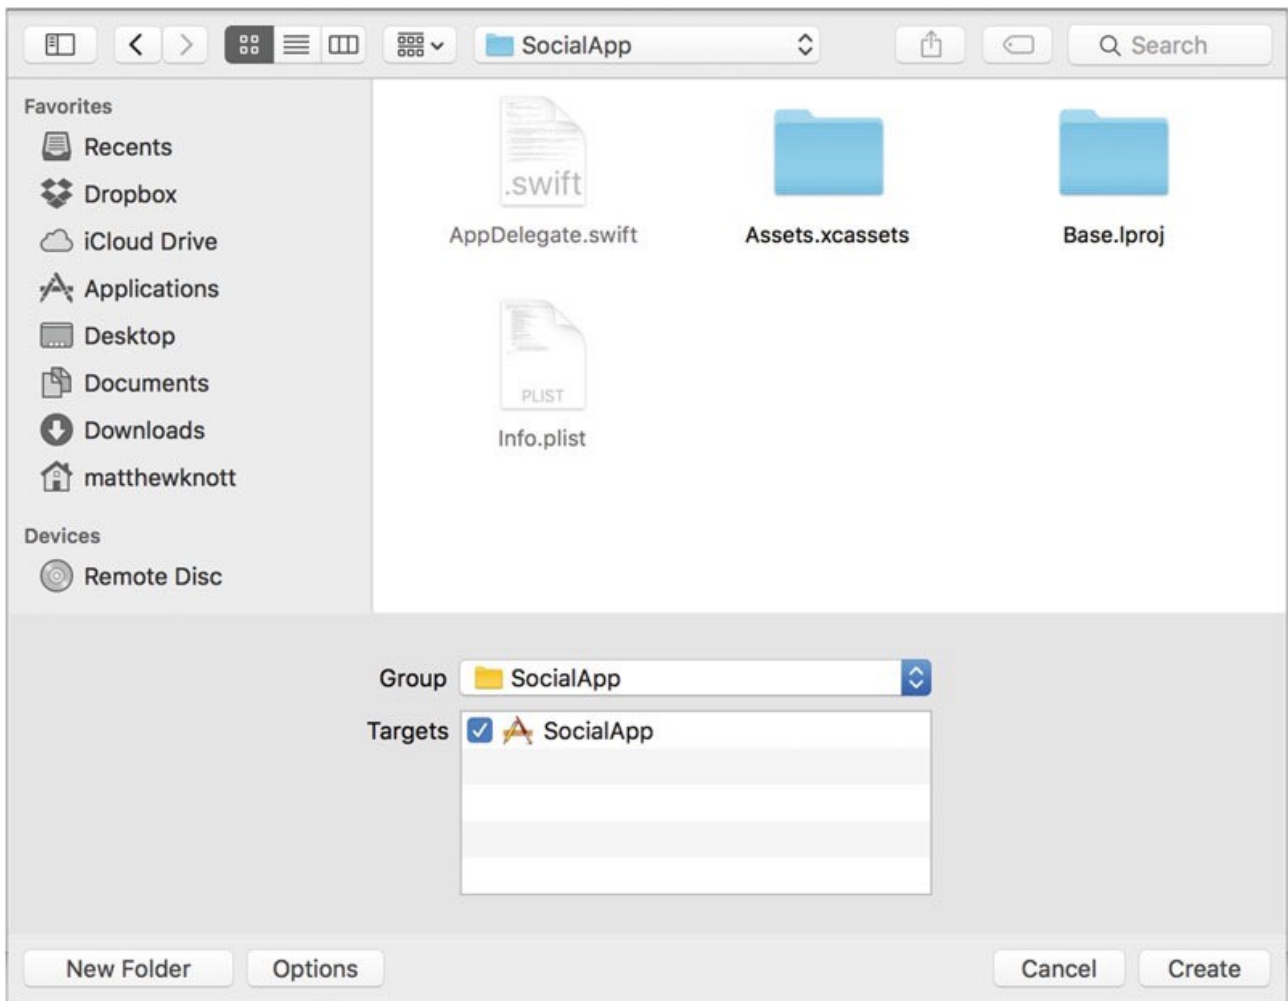 SocialApp
Search
Favorites
Recents
Dropbox
iCloud Drive
Applications
Desktop
Documents
Downloads
matthewknott
Devices
Remote Disc
.swift
AppDelegate.swift
Assets.xcassets
Base.lproj
PLIST
Info.plist
Group SocialApp
Targets SocialApp
New Folder Options Cancel Create